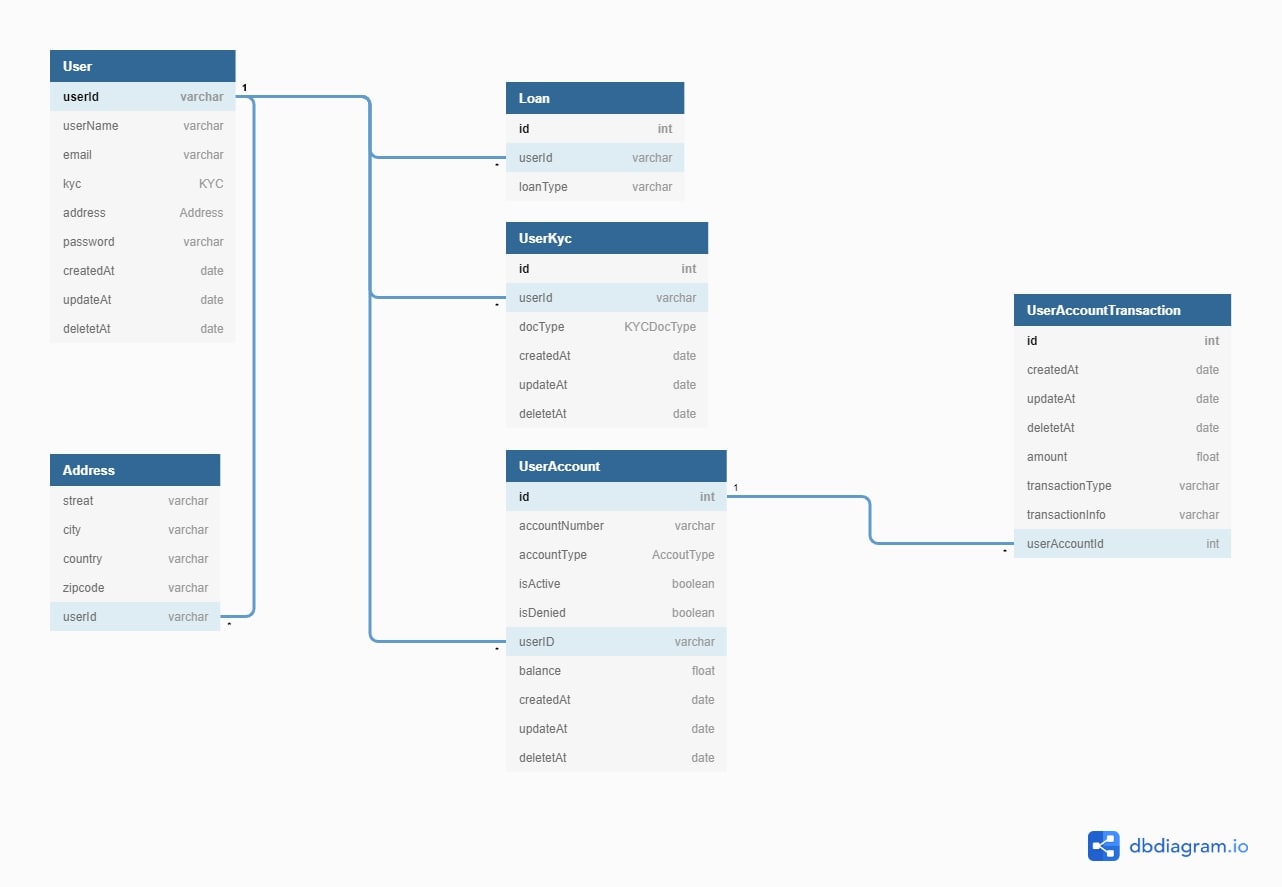 User
userId varchar
userName varchar
email varchar
kyc KYC
address Address
password varchar
createdAt date
updateAt date
deletetAt date
1
Address
streat varchar
city varchar
country varchar
zipcode varchar
userId varchar
*
Loan
id int
userId varchar
loanType varchar
*
UserKyc
id int
userId varchar
docType KYCDocType
createdAt date
updateAt date
deletetAt date
*
UserAccount
id int
accountNumber varchar
accountType AccoutType
isActive boolean
isDenied boolean
userID varchar
balance float
createdAt date
updateAt date
deletetAt date
*
1
UserAccountTransaction
id int
createdAt date
updateAt date
deletetAt date
amount float
transactionType varchar
transactionInfo varchar
userAccountId int
*
dbdiagram.io